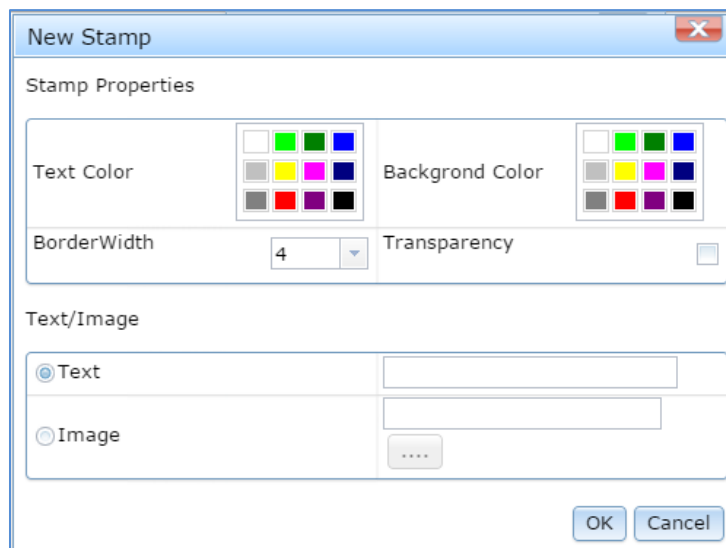 New Stamp
Stamp Properties
Text Color
Backgrond Color
BorderWidth
4
Transparency
Text/Image
Text
Image
....
OK
Cancel